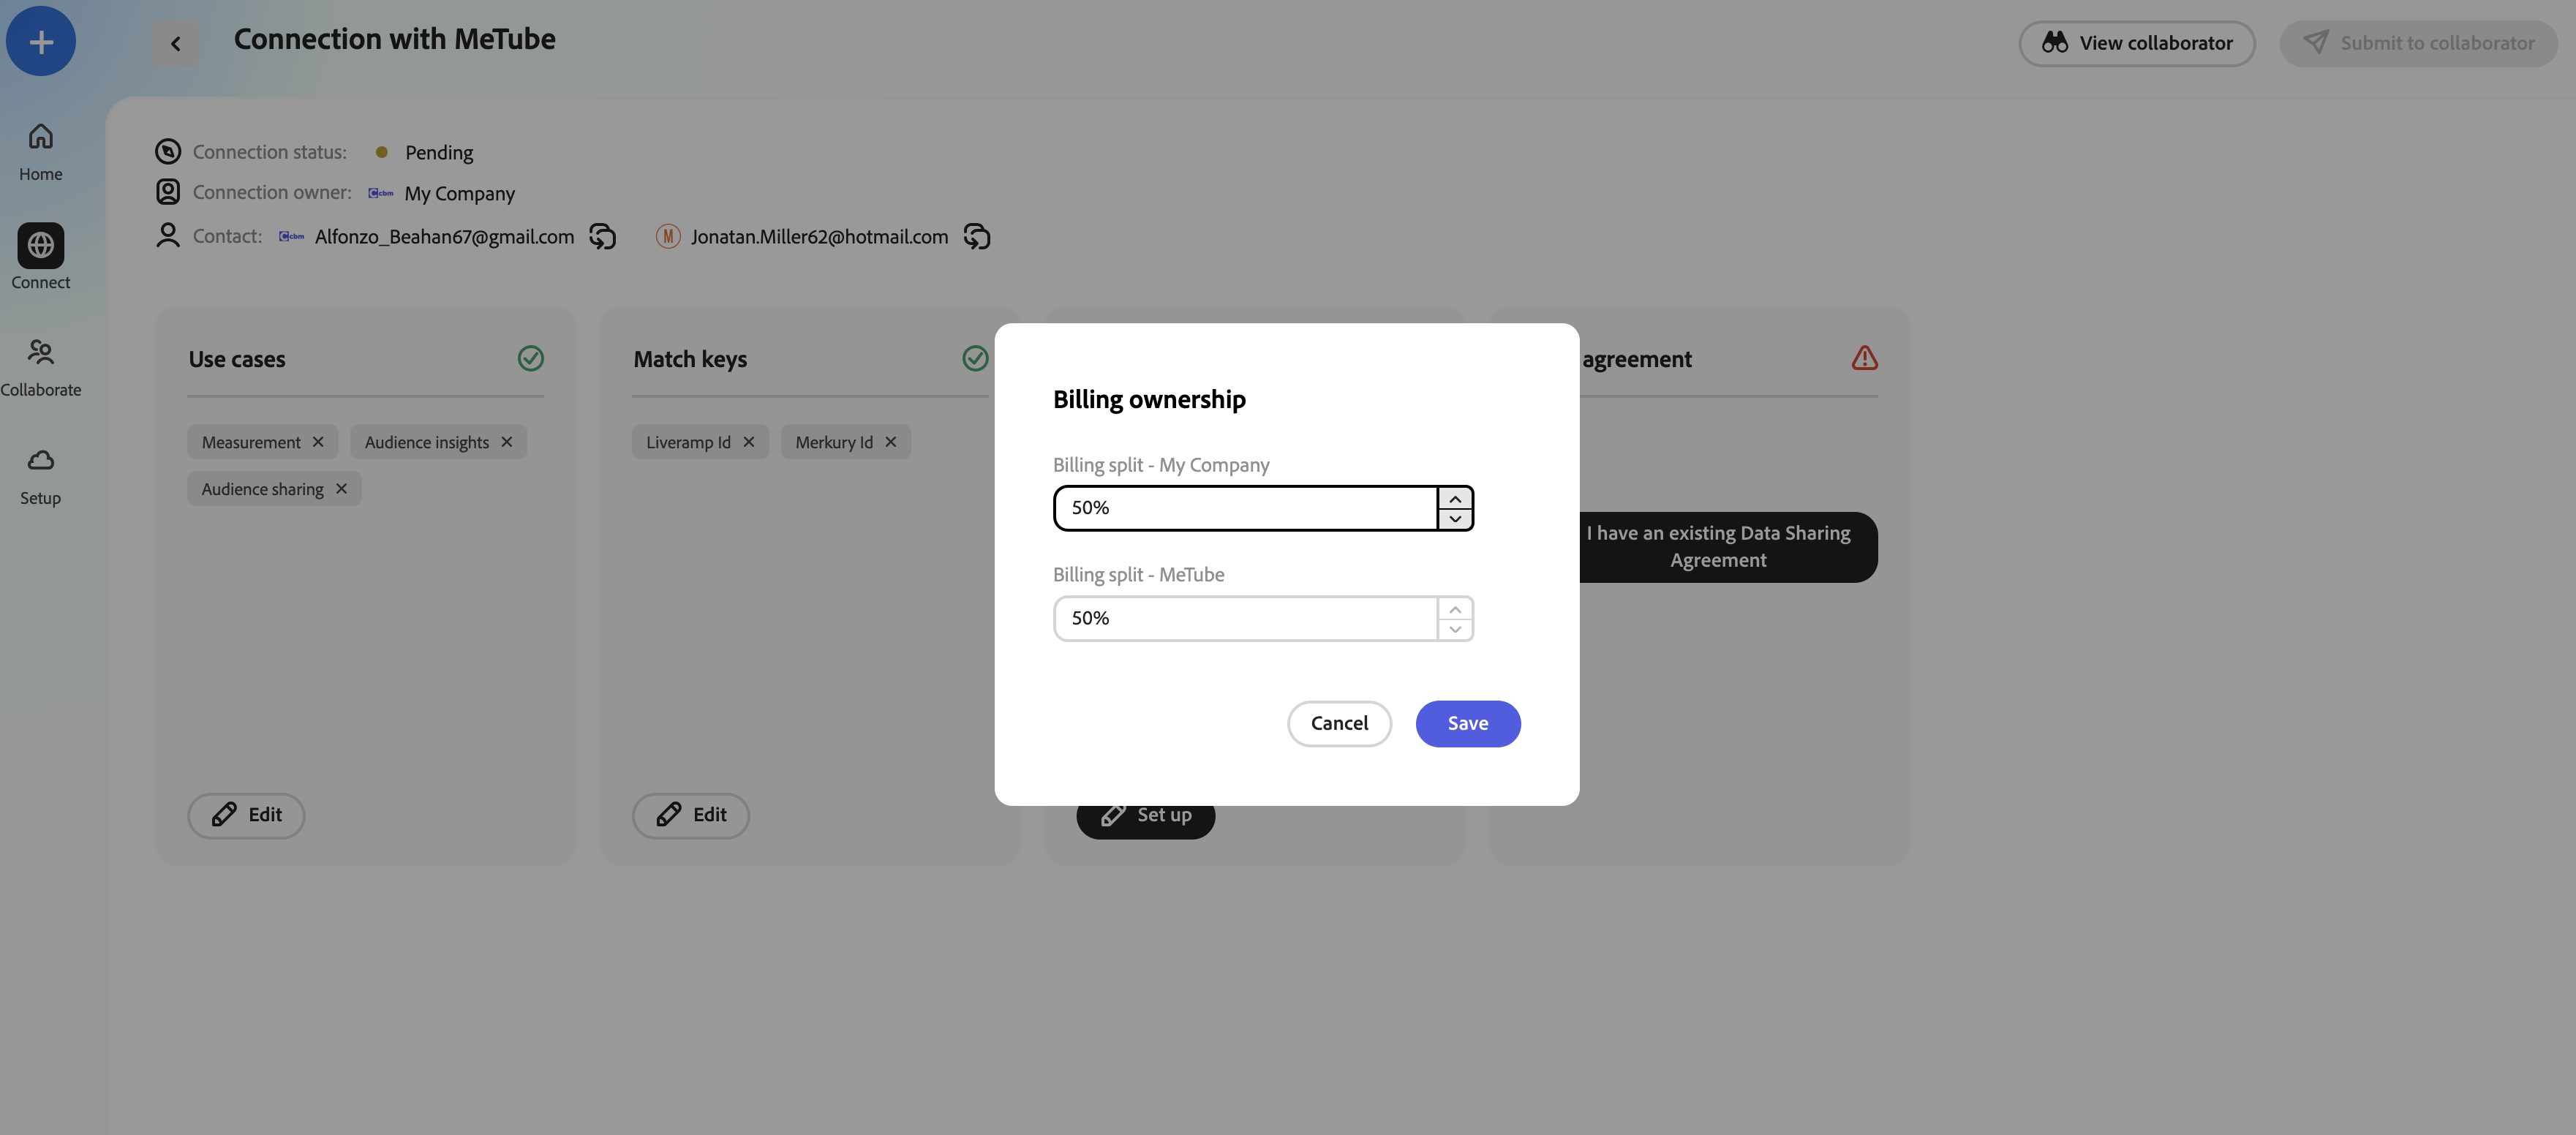 Connection with MeTube
View collaborator
Submit to collaborator
Home
Connect
Collaborate
Setup
Connection status: Pending
Connection owner: cbm My Company
Contact: cbm Alfonzo_Beahan67@gmail.com M Jonatan.Miller62@hotmail.com
Use cases
Measurement
Audience insights
Audience sharing
Edit
Match keys
Liveramp Id
Merkury Id
Edit
Billing ownership
Billing split - My Company
50%
Billing split - MeTube
50%
Cancel
Save
Set up
agreement
I have an existing Data Sharing
Agreement